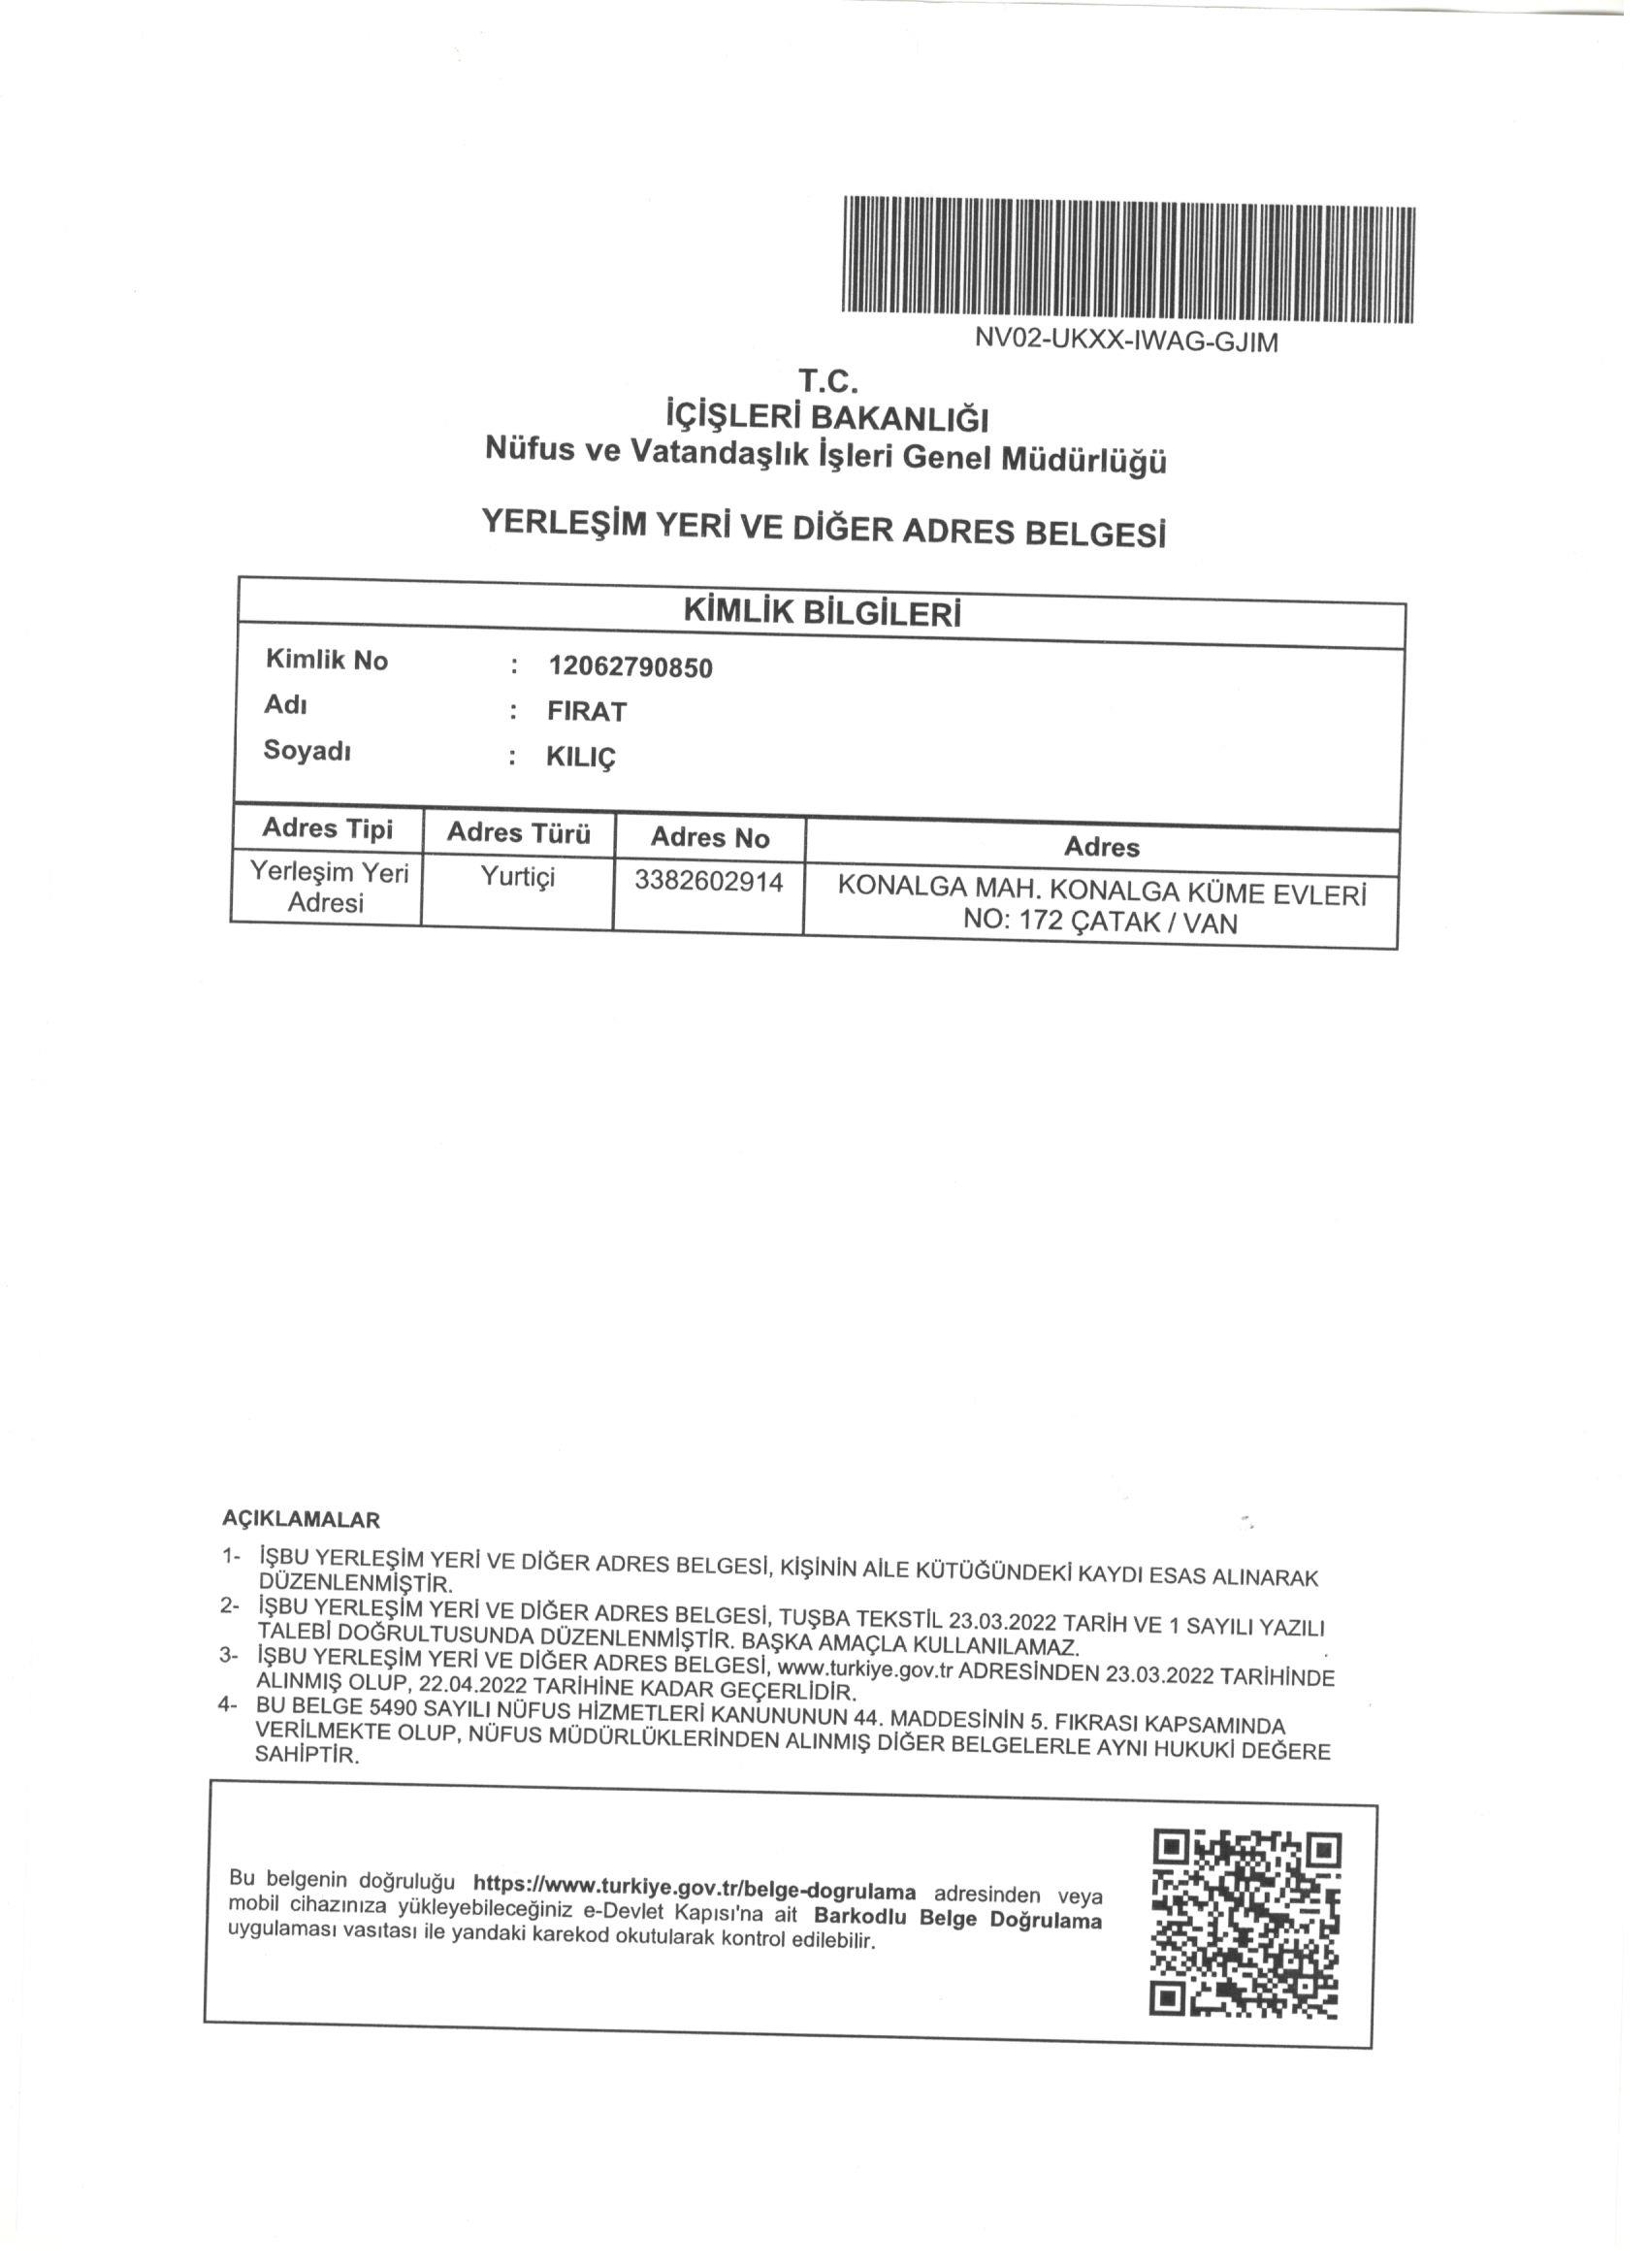 NV02-UKXX-IWAG-GJIM
T.C.
İÇİŞLERİ BAKANLIĞI
Nüfus ve Vatandaşlık İşleri Genel Müdürlüğü
YERLEŞİM YERİ VE DİĞER ADRES BELGESİ
KİMLİK BİLGİLERİ
Kimlik No : 12062790850
Adı : FIRAT
Soyadı : KILIÇ
Adres Tipi Adres Türü Adres No Adres
Yerleşim Yeri Yurtiçi 3382602914 KONALGA MAH. KONALGA KÜME EVLERİ
Adresi NO: 172 ÇATAK / VAN
AÇIKLAMALAR
1- İŞBU YERLEŞİM YERİ VE DİĞER ADRES BELGESİ, KİŞİNİN AİLE KÜTÜĞÜNDEKİ KAYDI ESAS ALINARAK
DÜZENLENMİŞTİR.
2- İŞBU YERLEŞİM YERİ VE DİĞER ADRES BELGESİ, TUŞBA TEKSTİL 23.03.2022 TARİH VE 1 SAYILI YAZILI
TALEBİ DOĞRULTUSUNDA DÜZENLENMİŞTİR. BAŞKA AMAÇLA KULLANILAMAZ.
3- İŞBU YERLEŞİM YERİ VE DİĞER ADRES BELGESİ, www.turkiye.gov.tr ADRESİNDEN 23.03.2022 TARİHİNDE
ALINMIŞ OLUP, 22.04.2022 TARİHİNE KADAR GEÇERLİDİR.
4- BU BELGE 5490 SAYILI NÜFUS HİZMETLERİ KANUNUNUN 44. MADDESİNİN 5. FIKRASI KAPSAMINDA
VERİLMEKTE OLUP, NÜFUS MÜDÜRLÜKLERİNDEN ALINMIŞ DİĞER BELGELERLE AYNI HUKUKİ DEĞERE
SAHİPTİR.
Bu belgenin doğruluğu https://www.turkiye.gov.tr/belge-dogrulama adresinden veya
mobil cihazınıza yükleyebileceğiniz e-Devlet Kapısı'na ait Barkodlu Belge Doğrulama
uygulaması vasıtası ile yandaki karekod okutularak kontrol edilebilir.